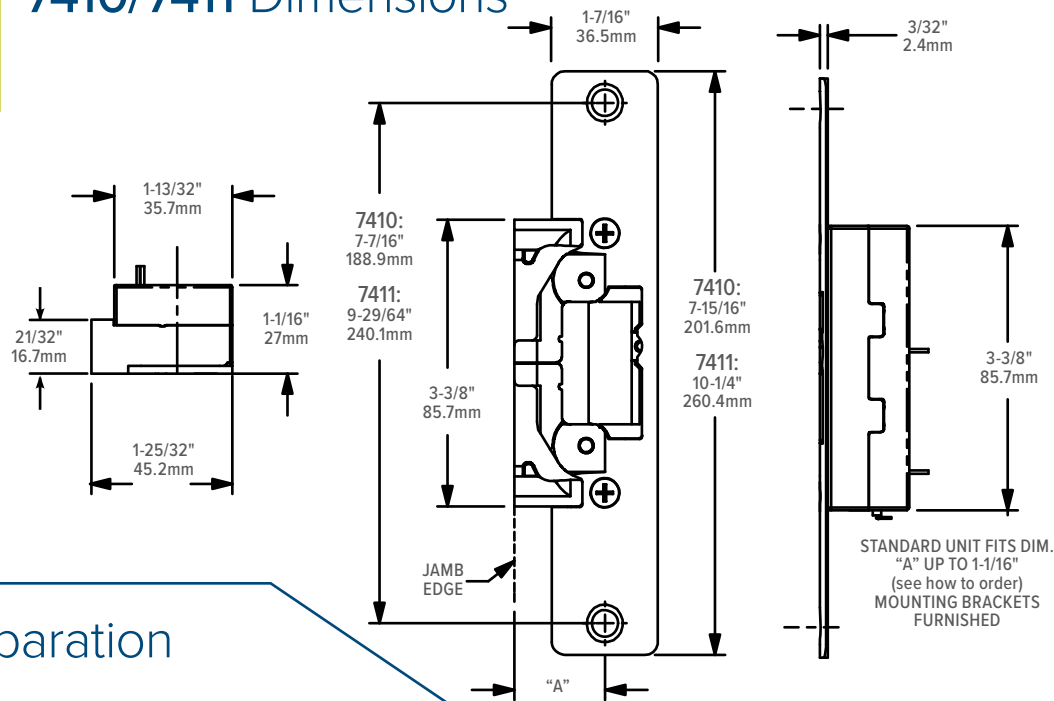 7410/7411 Dimensions
1-7/16"
36.5mm
3/32"
2.4mm
1-13/32"
35.7mm
21/32"
16.7mm
1-1/16"
27mm
1-25/32"
45.2mm
7410:
7-7/16"
188.9mm
7411:
9-29/64"
240.1mm
3-3/8"
85.7mm
7410:
7-15/16"
201.6mm
7411:
10-1/4"
260.4mm
3-3/8"
85.7mm
JAMB
EDGE
"A"
STANDARD UNIT FITS DIM.
"A" UP TO 1-1/16"
(see how to order)
MOUNTING BRACKETS
FURNISHED
paration